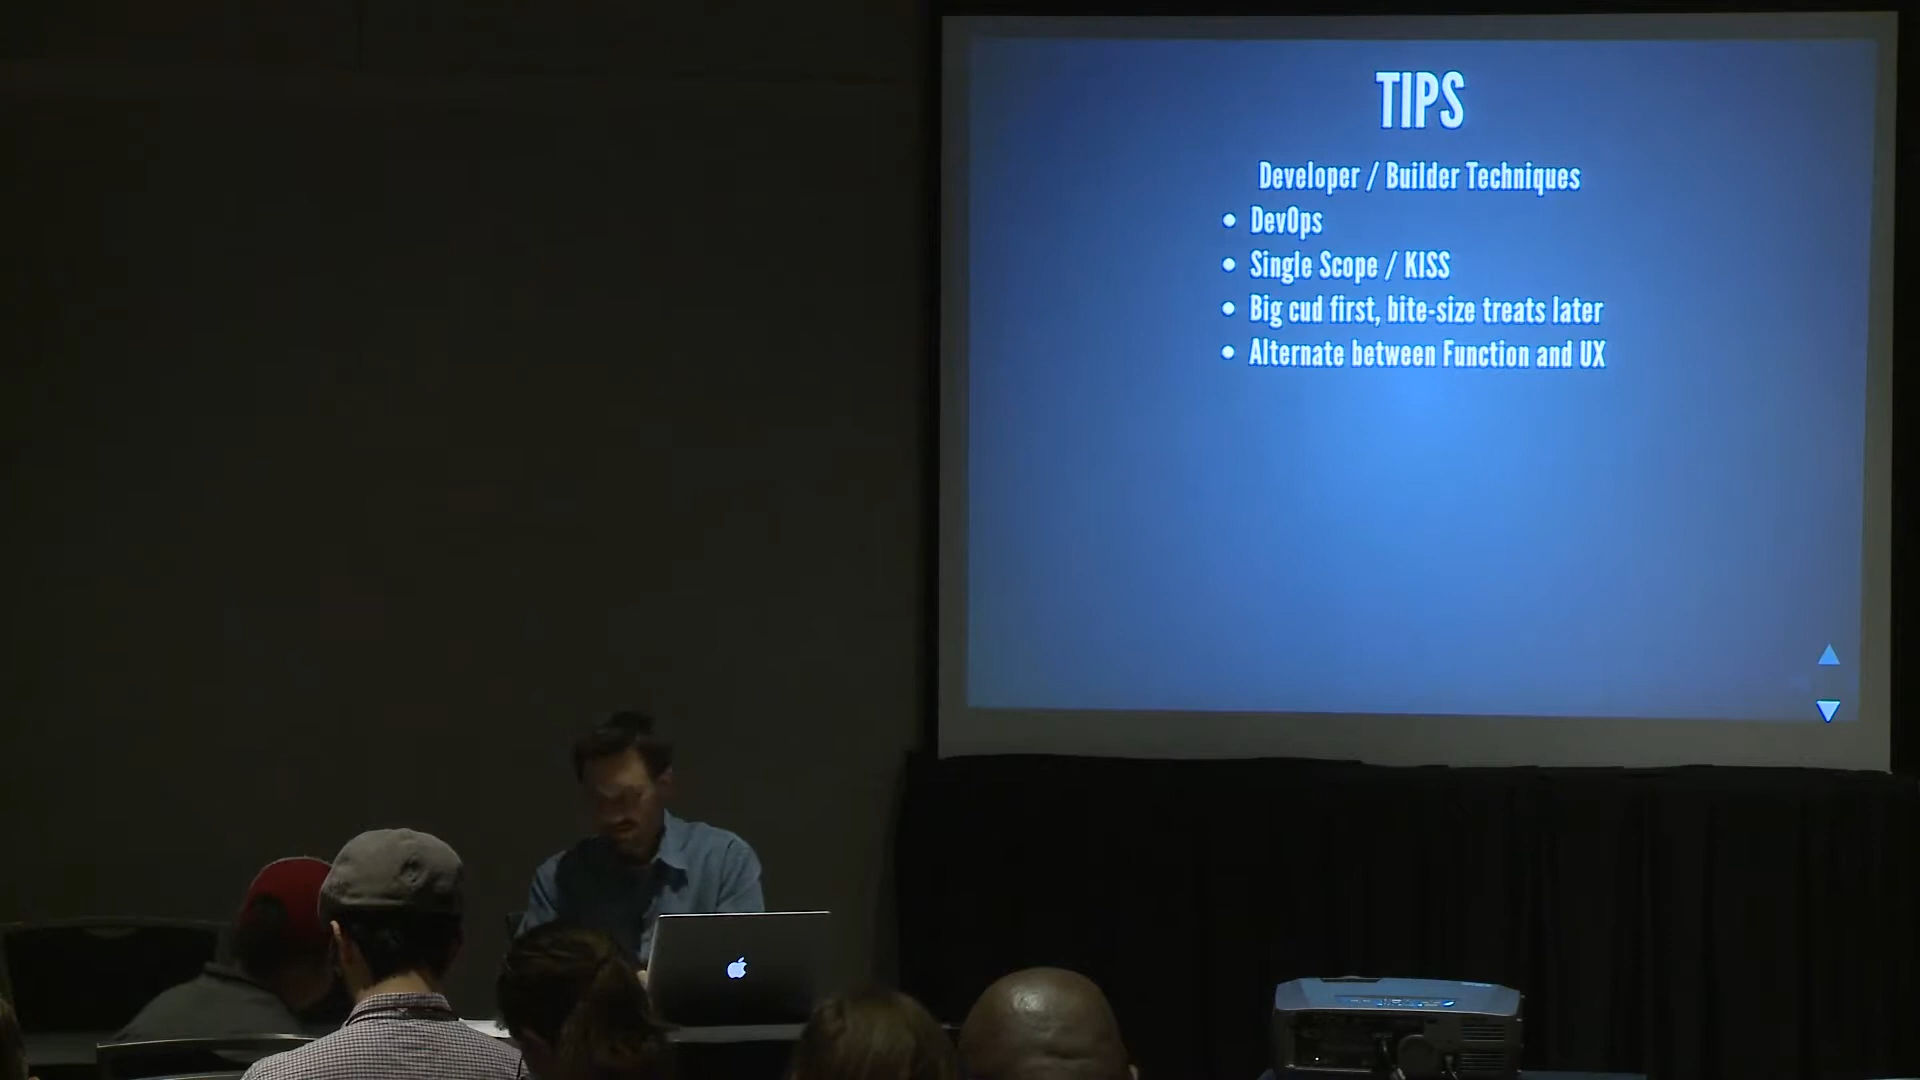 TIPS
Developer / Builder Techniques
• DevOps
• Single Scope / KISS
• Big cud first, bite-size treats later
• Alternate between Function and UX